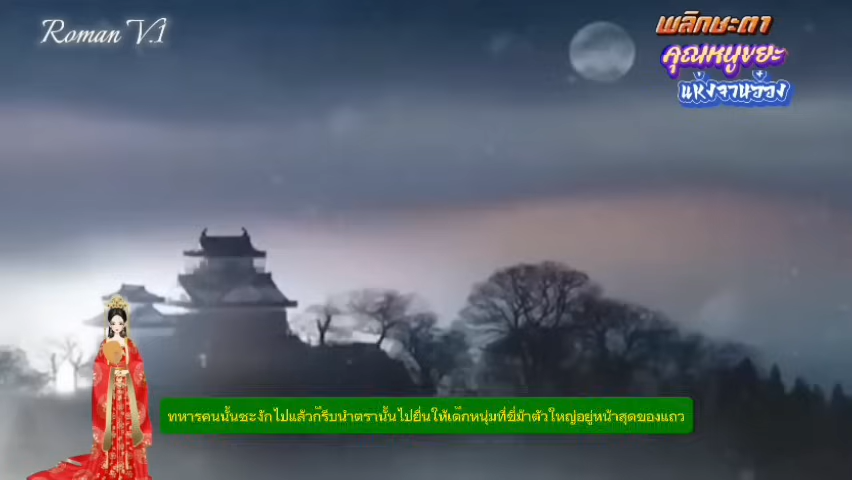 Roman V.1
พลิกชะตา
คุณหนูขยะ
แห่งจวนอ๋อง
ทหารคนนั้นชะงักไปแล้วก็รีบนำตรานั้นไปยื่นให้เด็กหนุ่มที่ขี่ม้าตัวใหญ่อยู่หน้าสุดของแถว